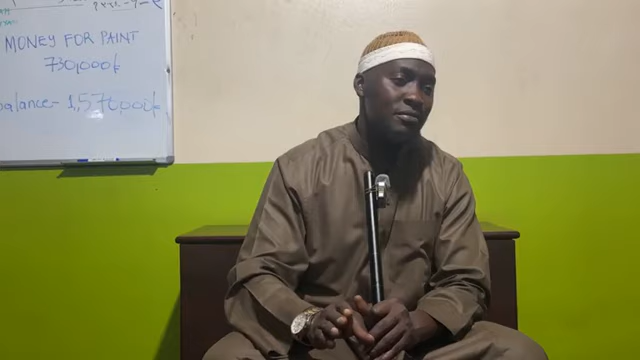 MONEY FOR PAINT
730,000/=
balance- 1,570,000/=